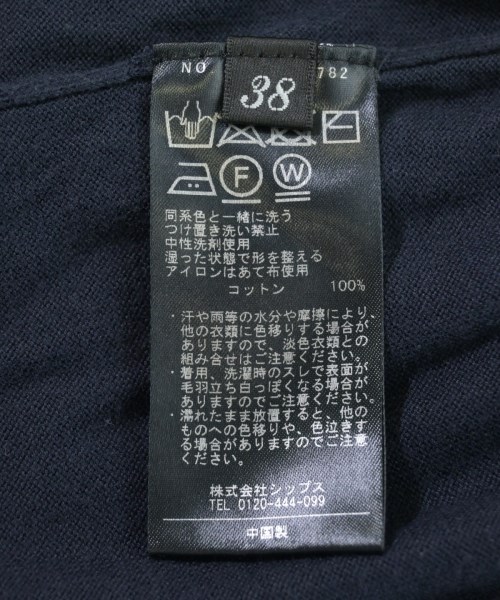 NO 782
38
F W
同系色と一緒に洗う
つけ置き洗い禁止
中性洗剤使用
湿った状態で形を整える
アイロンはあて布使用
コットン 100%
・汗や雨等の水分や摩擦により、
他の衣類に色移りする場合が
ありますので、淡色衣類との
組み合せはご注意ください。
・着用、洗濯時のスレで表面が
毛羽立ち白っぽくなる場合が
ありますのでご注意ください。
・濡れたまま放置すると、他の
ものへの色移りや、色泣きす
る場合がありますのでご注意
ください。
株式会社シップス
TEL 0120-444-099
中国製